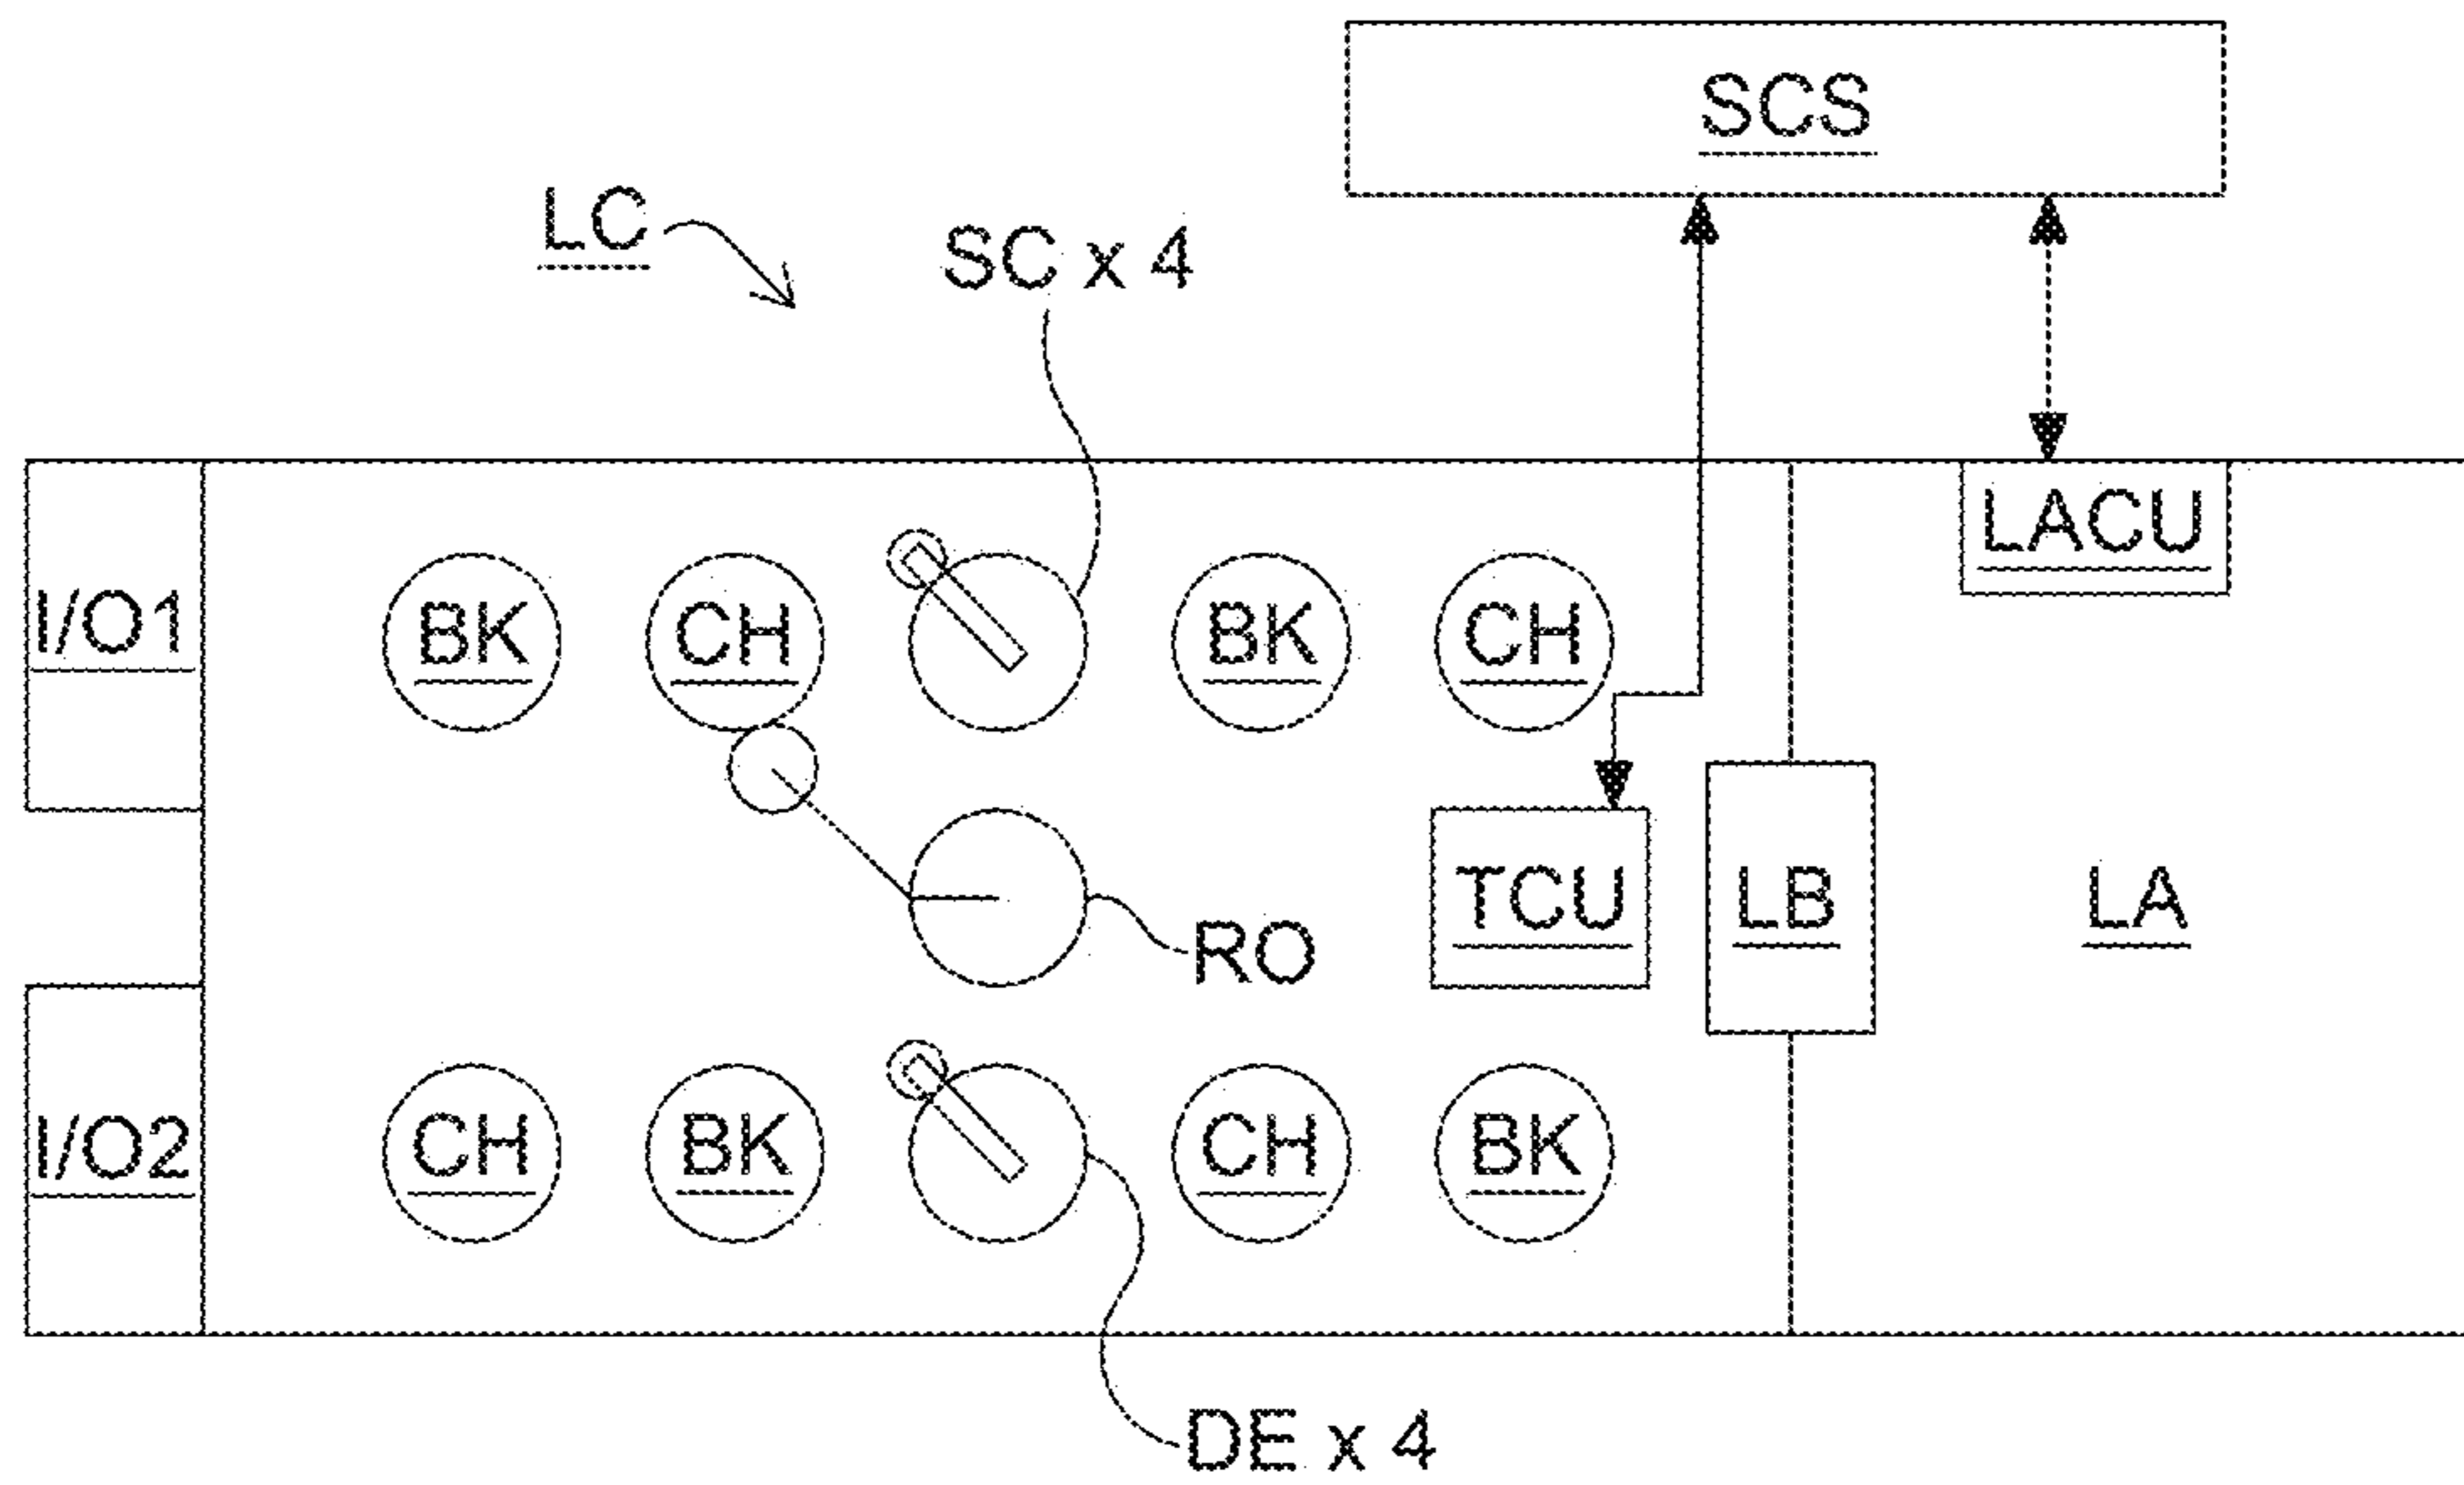 SCS
LC
SC x 4
LACU
I/O1
BK
CH
BK
CH
TCU
LB
LA
RO
I/O2
CH
BK
CH
BK
DE x 4